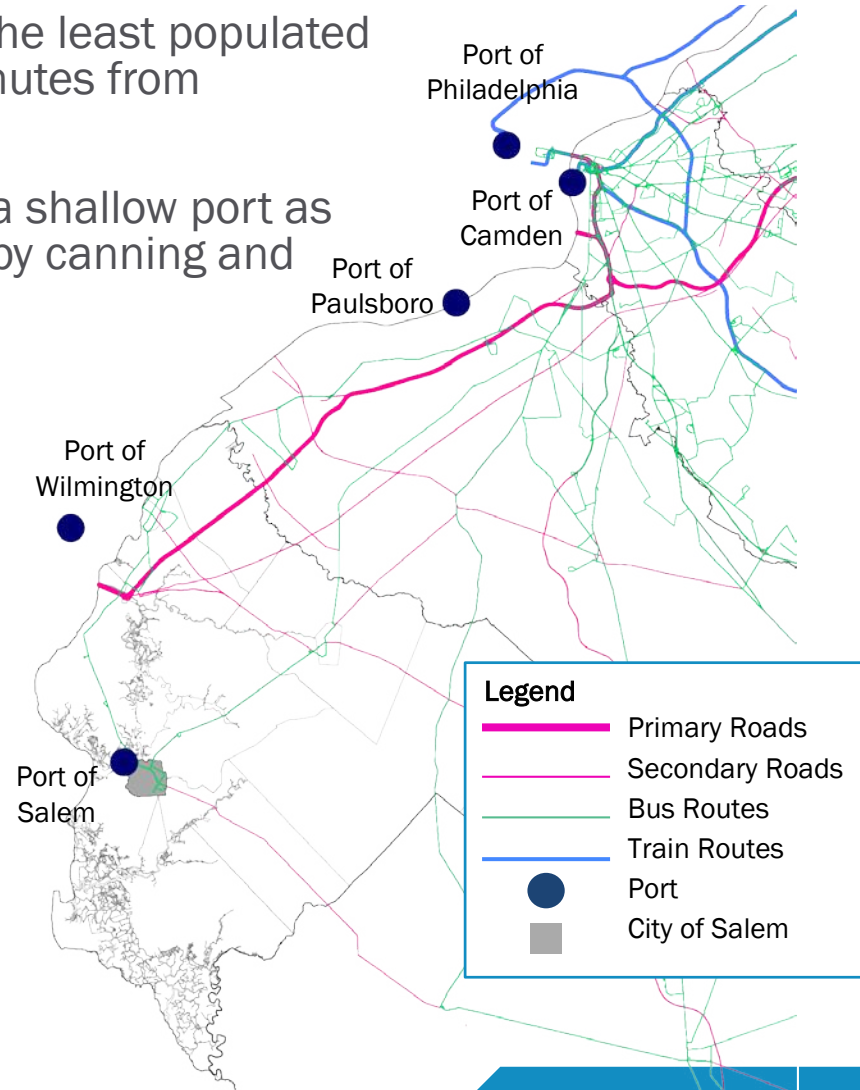 he least populated
nutes from
a shallow port as
by canning and
Port of
Philadelphia
Port of
Camden
Port of
Paulsboro
Port of
Wilmington
Port of
Salem
Legend
Primary Roads
Secondary Roads
Bus Routes
Train Routes
Port
City of Salem